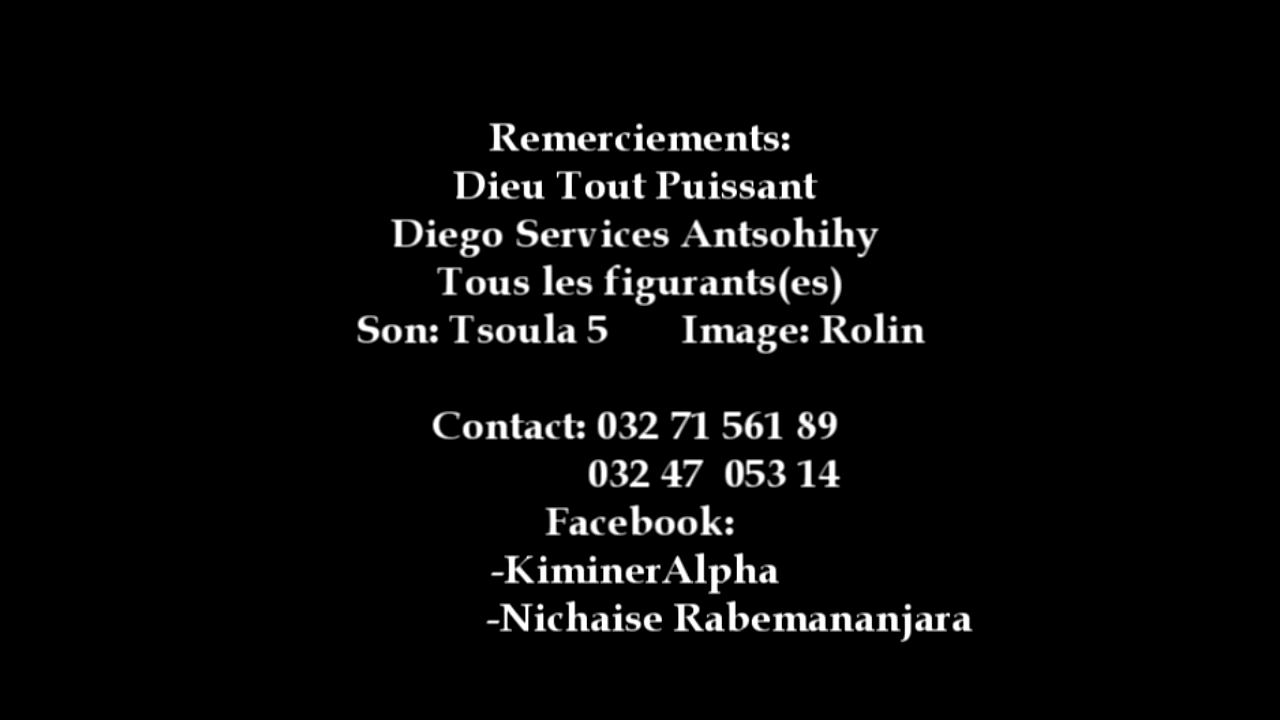 Remerciements:
Dieu Tout Puissant
Diego Services Antsohihy
Tous les figurants(es)
Son: Tsoula 5 Image: Rolin
Contact: 032 71 561 89
032 47 053 14
Facebook:
-KiminerAlpha
-Nichaise Rabemananjara